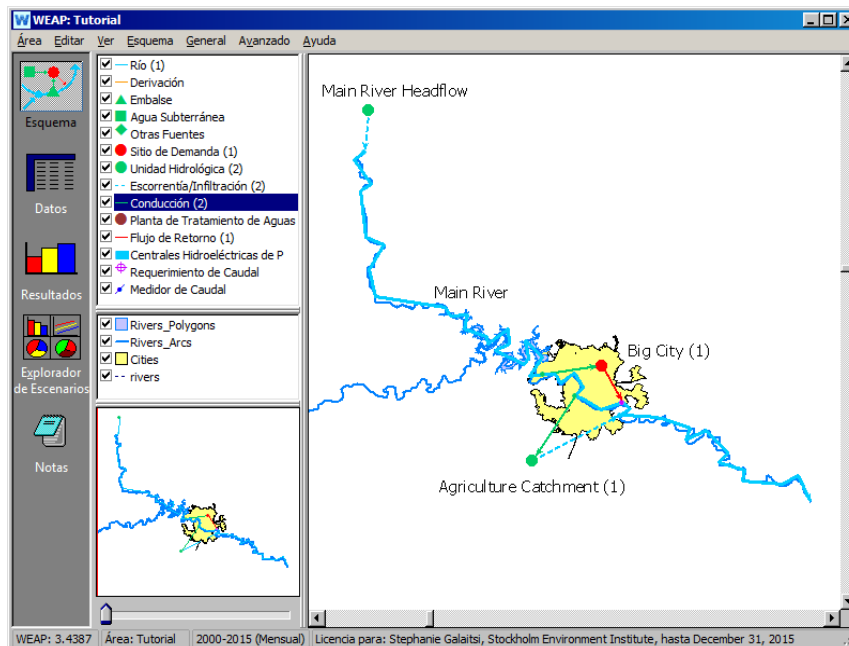 WEAP: Tutorial
Área Editar Ver Esquema General Avanzado Ayuda
Esquema
Datos
Resultados
Explorador
de Escenarios
Notas
Río (1)
Derivación
Embalse
Agua Subterránea
Otras Fuentes
Sitio de Demanda (1)
Unidad Hidrológica (2)
Escorrentía/Infiltración (2)
Conducción (2)
Planta de Tratamiento de Aguas
Flujo de Retorno (1)
Centrales Hidroeléctricas de P
Requerimiento de Caudal
Medidor de Caudal
Rivers_Polygons
Rivers_Arcs
Cities
rivers
Main River Headflow
Main River
Big City (1)
Agriculture Catchment (1)
WEAP: 3.4387 Área: Tutorial 2000-2015 (Mensual) Licencia para: Stephanie Galaitsi, Stockholm Environment Institute, hasta December 31, 2015